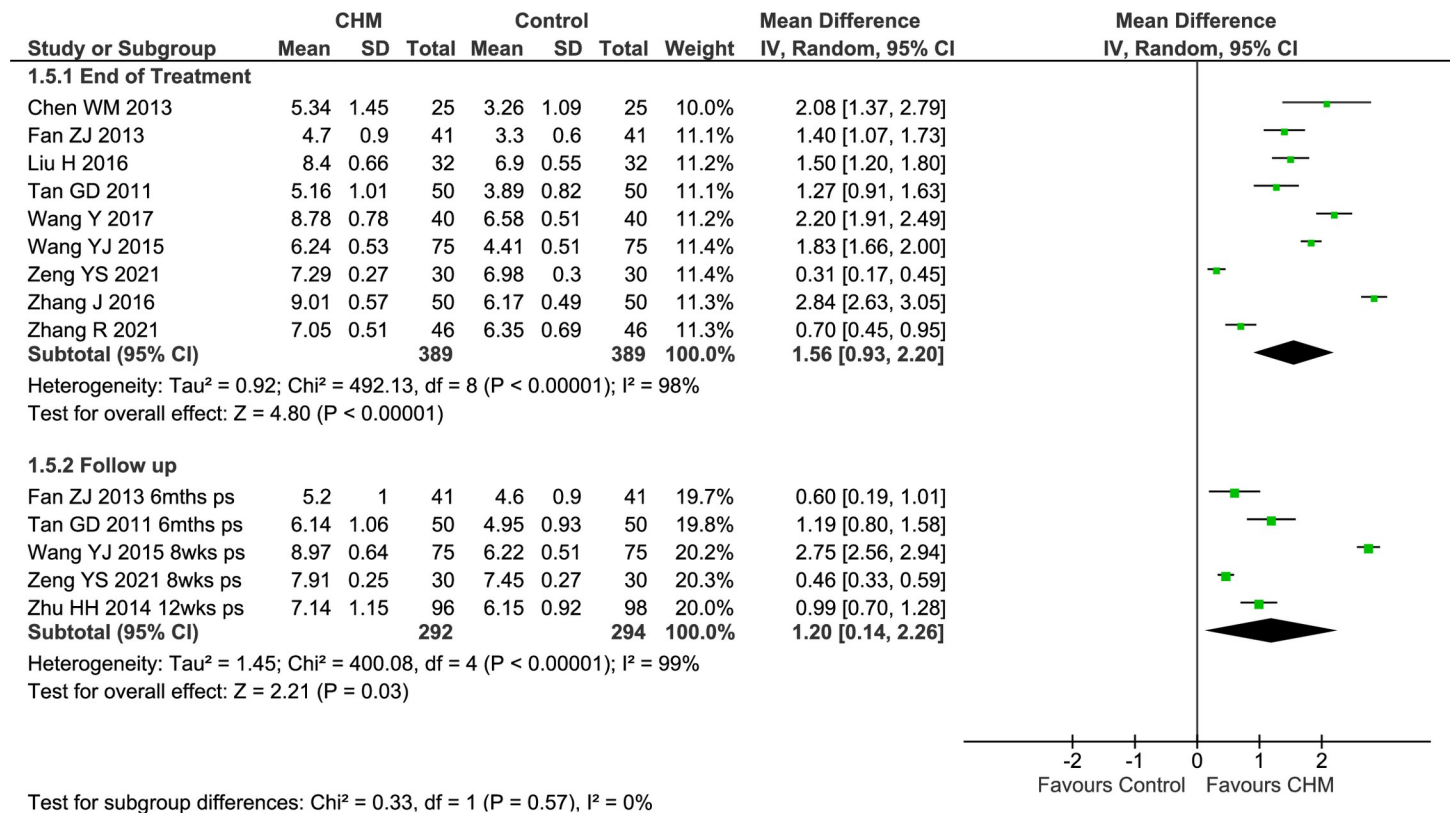 CHM Control Mean Difference Mean Difference
Study or Subgroup Mean SD Total Mean SD Total Weight IV, Random, 95% CI IV, Random, 95% CI
1.5.1 End of Treatment
Chen WM 2013 5.34 1.45 25 3.26 1.09 25 10.0% 2.08 [1.37, 2.79]
Fan ZJ 2013 4.7 0.9 41 3.3 0.6 41 11.1% 1.40 [1.07, 1.73]
Liu H 2016 8.4 0.66 32 6.9 0.55 32 11.2% 1.50 [1.20, 1.80]
Tan GD 2011 5.16 1.01 50 3.89 0.82 50 11.1% 1.27 [0.91, 1.63]
Wang Y 2017 8.78 0.78 40 6.58 0.51 40 11.2% 2.20 [1.91, 2.49]
Wang YJ 2015 6.24 0.53 75 4.41 0.51 75 11.4% 1.83 [1.66, 2.00]
Zeng YS 2021 7.29 0.27 30 6.98 0.3 30 11.4% 0.31 [0.17, 0.45]
Zhang J 2016 9.01 0.57 50 6.17 0.49 50 11.3% 2.84 [2.63, 3.05]
Zhang R 2021 7.05 0.51 46 6.35 0.69 46 11.3% 0.70 [0.45, 0.95]
Subtotal (95% CI) 389 389 100.0% 1.56 [0.93, 2.20]
Heterogeneity: Tau² = 0.92; Chi² = 492.13, df = 8 (P < 0.00001); I² = 98%
Test for overall effect: Z = 4.80 (P < 0.00001)
1.5.2 Follow up
Fan ZJ 2013 6mths ps 5.2 1 41 4.6 0.9 41 19.7% 0.60 [0.19, 1.01]
Tan GD 2011 6mths ps 6.14 1.06 50 4.95 0.93 50 19.8% 1.19 [0.80, 1.58]
Wang YJ 2015 8wks ps 8.97 0.64 75 6.22 0.51 75 20.2% 2.75 [2.56, 2.94]
Zeng YS 2021 8wks ps 7.91 0.25 30 7.45 0.27 30 20.3% 0.46 [0.33, 0.59]
Zhu HH 2014 12wks ps 7.14 1.15 96 6.15 0.92 98 20.0% 0.99 [0.70, 1.28]
Subtotal (95% CI) 292 294 100.0% 1.20 [0.14, 2.26]
Heterogeneity: Tau² = 1.45; Chi² = 400.08, df = 4 (P < 0.00001); I² = 99%
Test for overall effect: Z = 2.21 (P = 0.03)
-2 -1 0 1 2
Favours Control Favours CHM
Test for subgroup differences: Chi² = 0.33, df = 1 (P = 0.57), I² = 0%